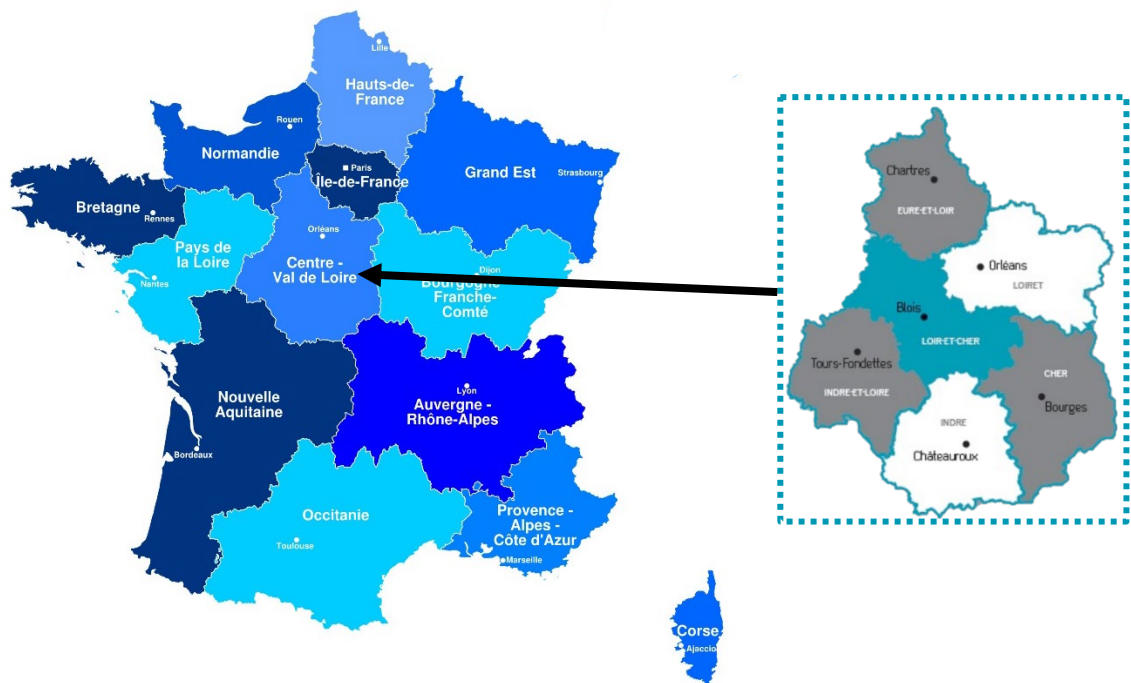 Lille
Hauts-de-
France
Rouen
Normandie
Paris
Île-de-France
Grand Est
Strasbourg
Bretagne
Rennes
Pays de
la Loire
Nantes
Orléans
Centre -
Val de Loire
Dijon
Bourgogne
Franche-
Comté
Nouvelle
Aquitaine
Bordeaux
Lyon
Auvergne -
Rhône-Alpes
Occitanie
Toulouse
Provence -
Alpes -
Côte d'Azur
Marseille
Corse
Ajaccio
Chartres
EURE-ET-LOIR
Orléans
LOIRET
Blois
LOIR-ET-CHER
Tours-Fondettes
INDRE-ET-LOIRE
CHER
Bourges
INDRE
Châteauroux